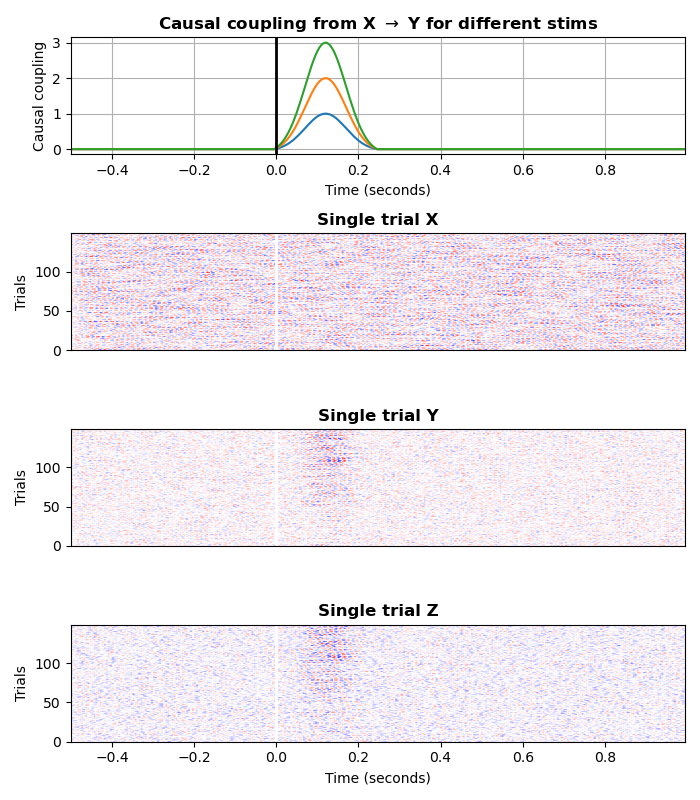 Causal coupling from X → Y for different stims
Causal coupling
3
2
1
0
−0.4 −0.2 0.0 0.2 0.4 0.6 0.8
Time (seconds)
Single trial X
Trials
100
50
0
Single trial Y
Trials
100
50
0
Single trial Z
Trials
100
50
0
−0.4 −0.2 0.0 0.2 0.4 0.6 0.8
Time (seconds)